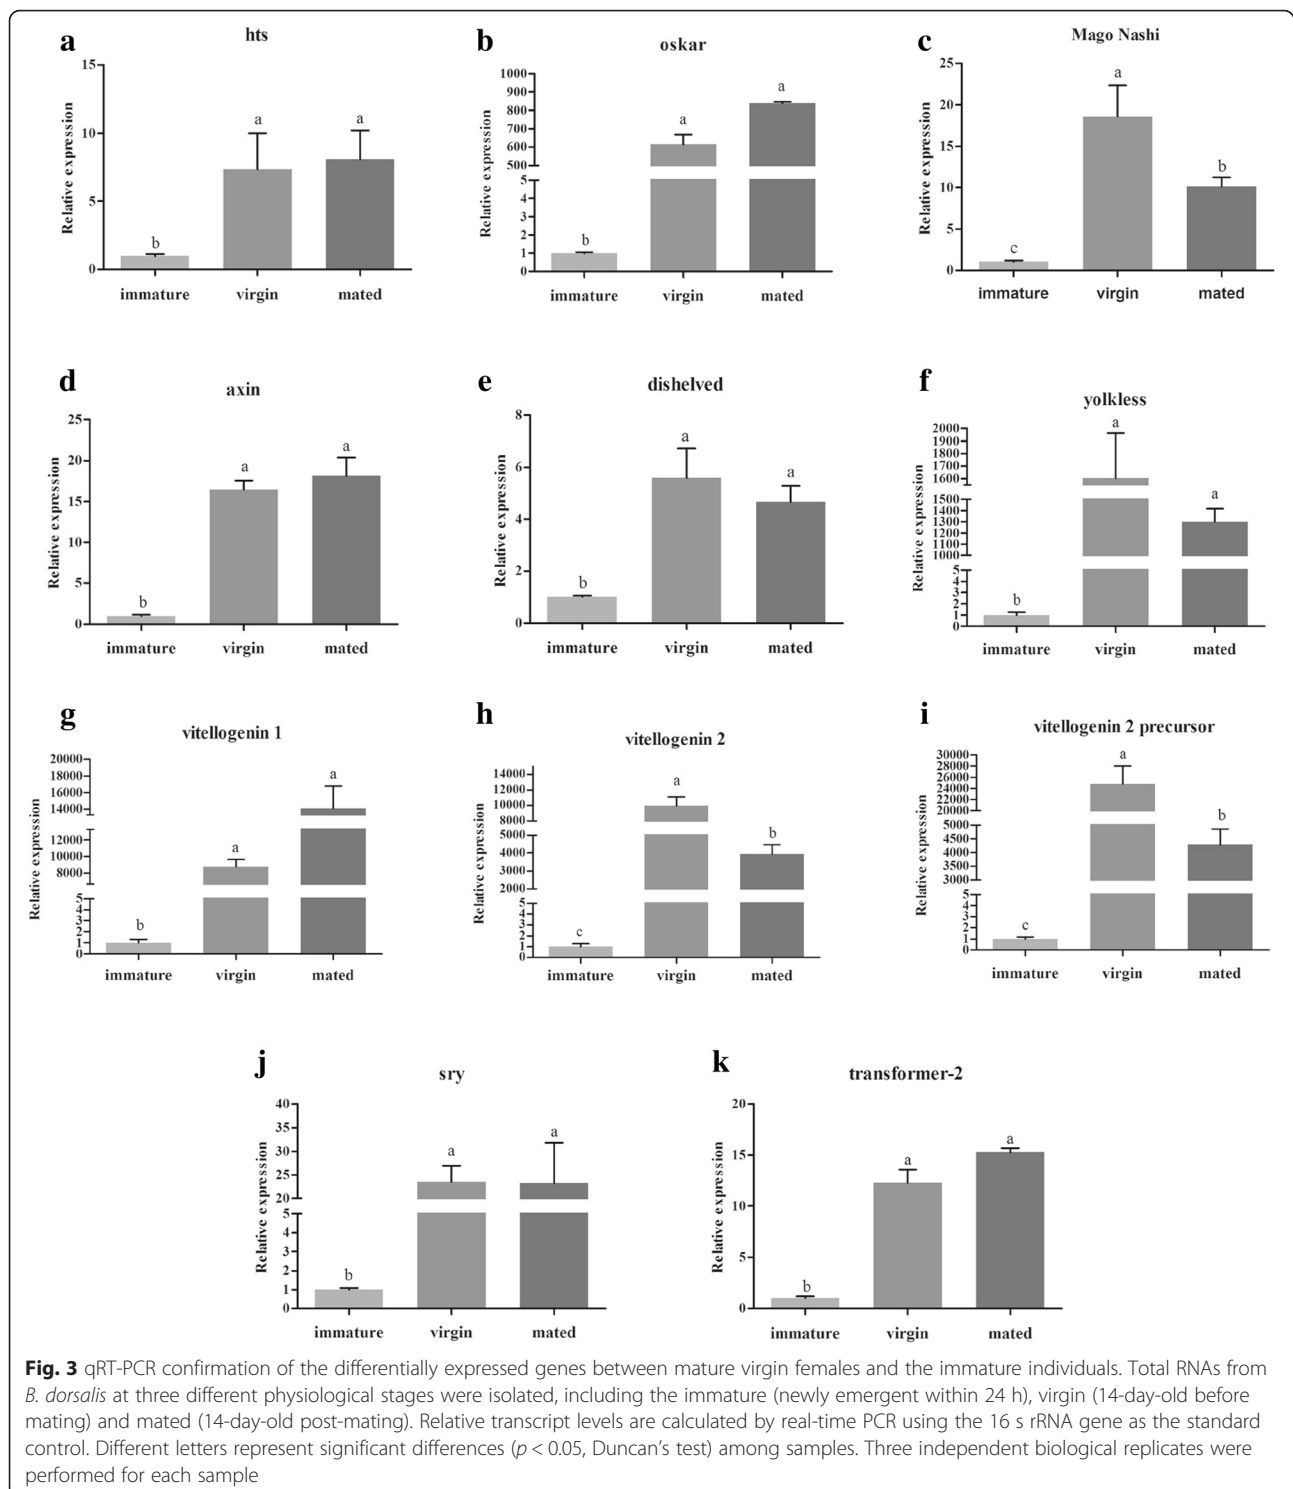 a
hts
15
10
5
0
Relative expression
b
a
a
immature virgin mated
b
oskar
1000
900
800
700
600
500
5
4
3
2
1
0
Relative expression
b
a
a
immature virgin mated
c
Mago Nashi
25
20
15
10
5
0
Relative expression
c
a
b
immature virgin mated
d
axin
25
20
15
10
5
0
Relative expression
b
a
a
immature virgin mated
e
dishelved
8
6
4
2
0
Relative expression
b
a
a
immature virgin mated
f
yolkless
2000
1900
1800
1700
1600
1500
1400
1300
1200
1100
1000
5
4
3
2
1
0
Relative expression
b
a
a
immature virgin mated
g
vitellogenin 1
20000
18000
16000
14000
12000
10000
8000
5
4
3
2
1
0
Relative expression
b
a
a
immature virgin mated
h
vitellogenin 2
14000
12000
10000
8000
5000
4000
3000
2000
5
4
3
2
1
0
Relative expression
c
a
b
immature virgin mated
i
vitellogenin 2 precursor
30000
28000
26000
24000
22000
20000
5000
4500
4000
3500
3000
5
4
3
2
1
0
Relative expression
c
a
b
immature virgin mated
j
sry
40
35
30
25
20
5
4
3
2
1
0
Relative expression
b
a
a
immature virgin mated
k
transformer-2
20
15
10
5
0
Relative expression
b
a
a
immature virgin mated
Fig. 3 qRT-PCR confirmation of the differentially expressed genes between mature virgin females and the immature individuals. Total RNAs from
B. dorsalis at three different physiological stages were isolated, including the immature (newly emergent within 24 h), virgin (14-day-old before
mating) and mated (14-day-old post-mating). Relative transcript levels are calculated by real-time PCR using the 16 s rRNA gene as the standard
control. Different letters represent significant differences (p < 0.05, Duncan's test) among samples. Three independent biological replicates were
performed for each sample